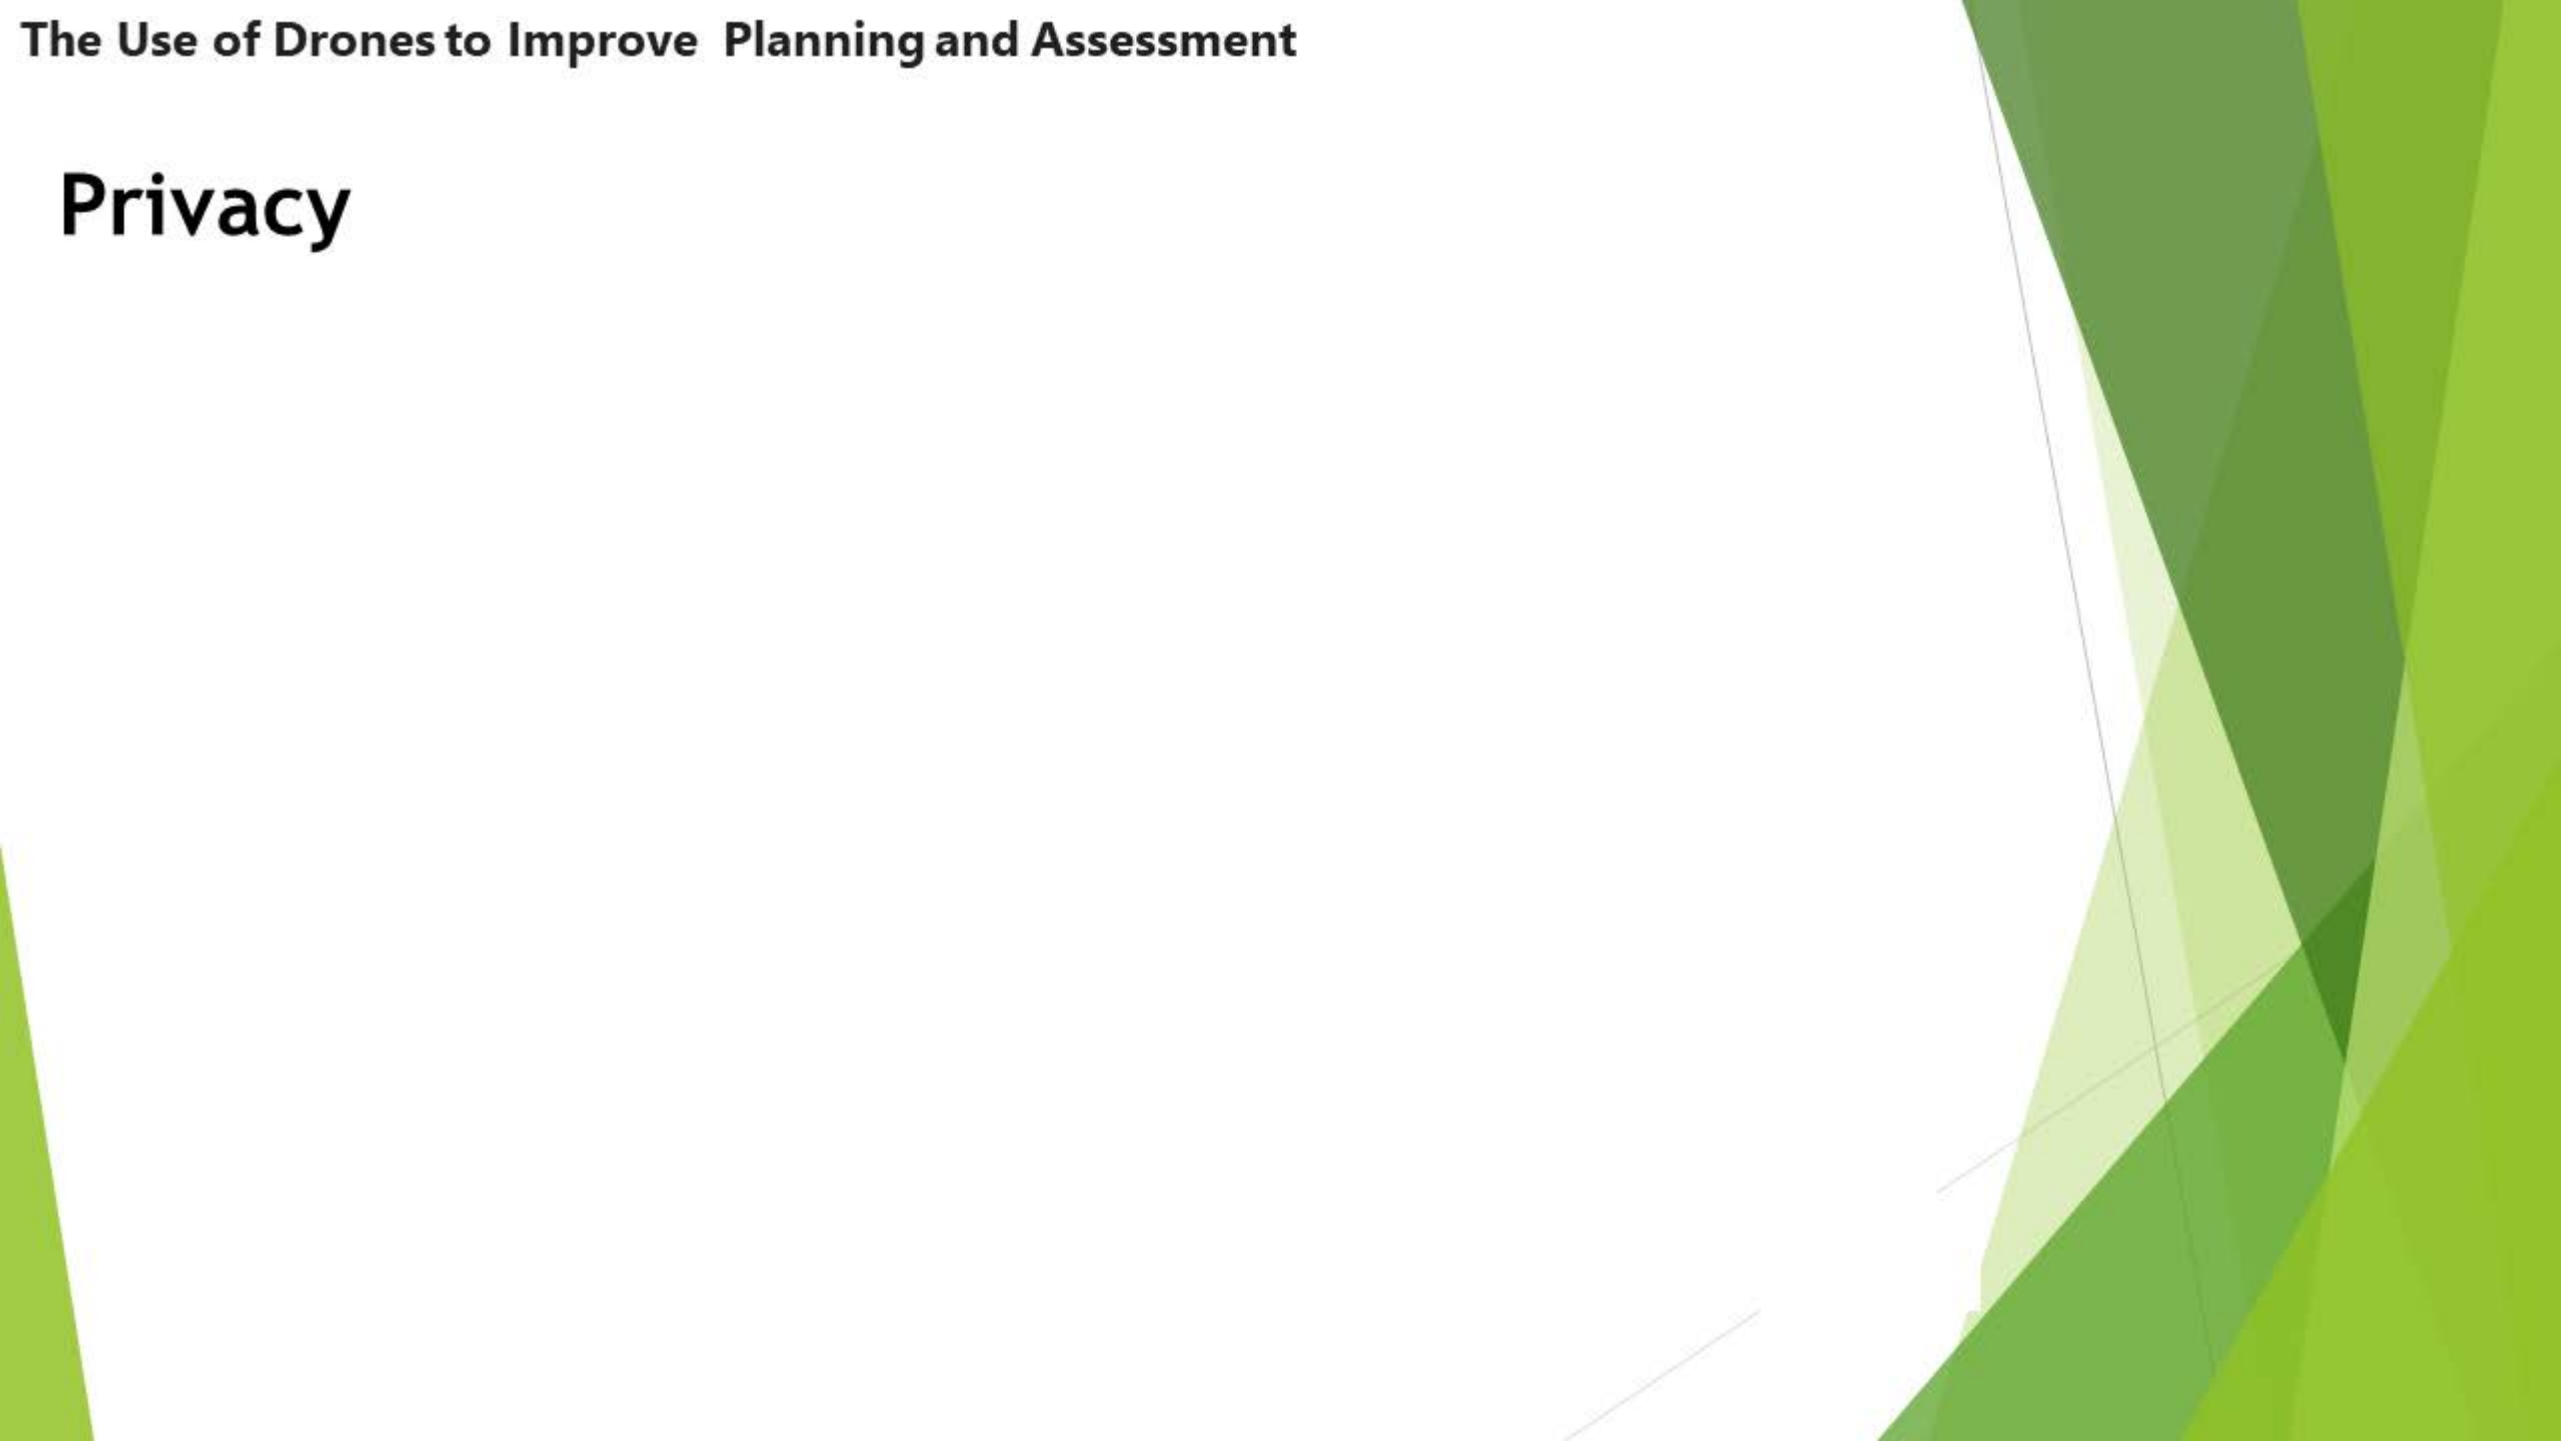 The Use of Drones to Improve  Planning and Assessment
Privacy